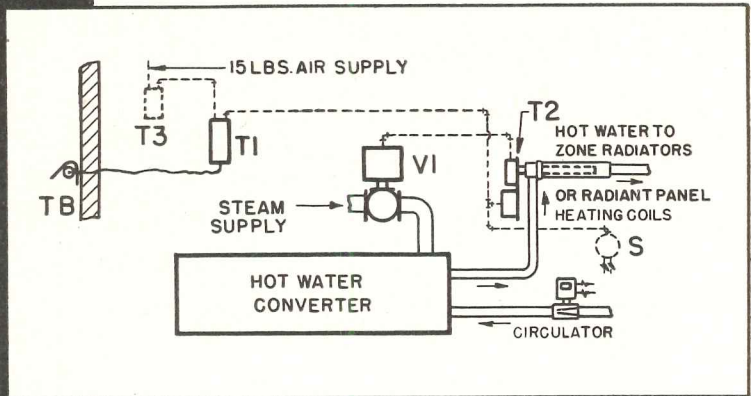 15 LBS. AIR SUPPLY
T3
T1
T2
HOT WATER TO
ZONE RADIATORS
V1
TB
STEAM
SUPPLY
OR RADIANT PANEL
HEATING COILS
S
HOT WATER
CONVERTER
CIRCULATOR